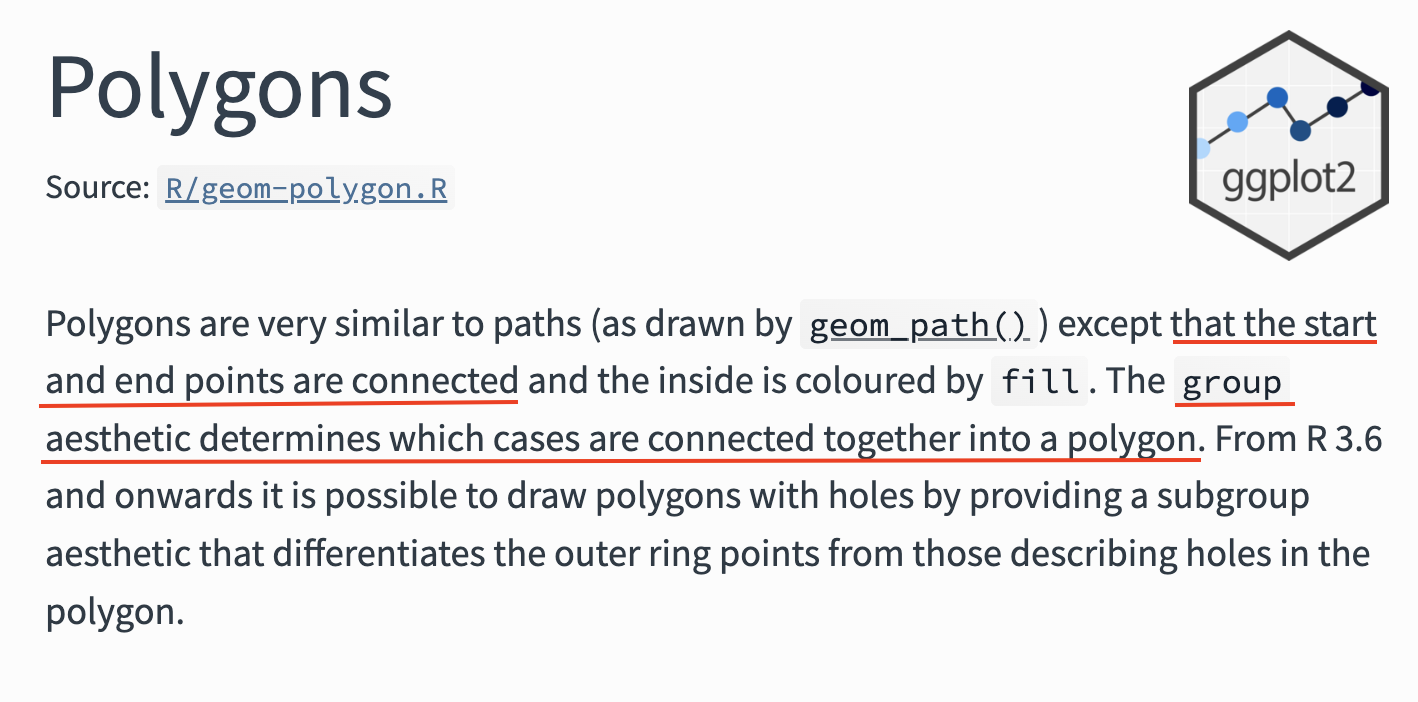 Polygons
ggplot2
Source: R/geom-polygon.R
Polygons are very similar to paths (as drawn by geom_path() ) except that the start
and end points are connected and the inside is coloured by fill . The group
aesthetic determines which cases are connected together into a polygon. From R 3.6
and onwards it is possible to draw polygons with holes by providing a subgroup
aesthetic that differentiates the outer ring points from those describing holes in the
polygon.